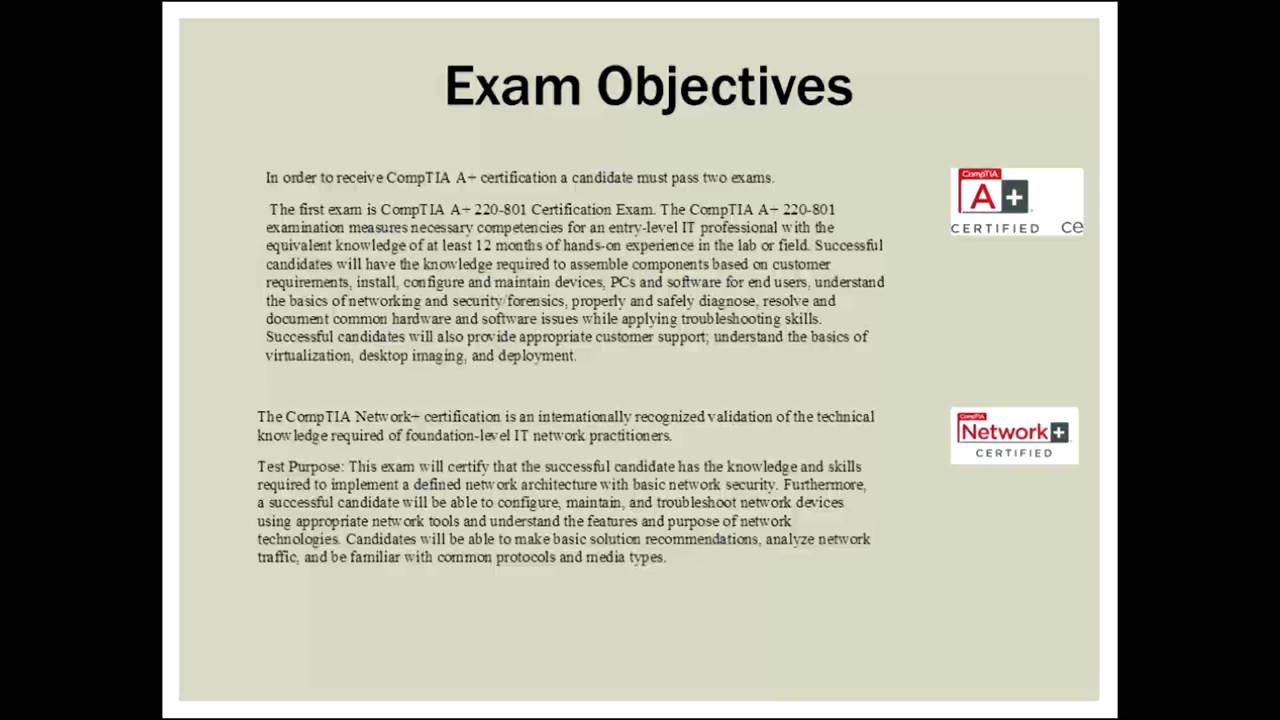 Exam Objectives
In order to receive CompTIA A+ certification a candidate must pass two exams.
The first exam is CompTIA A+ 220-801 Certification Exam. The CompTIA A+ 220-801
examination measures necessary competencies for an entry-level IT professional with the
equivalent knowledge of at least 12 months of hands-on experience in the lab or field. Successful
candidates will have the knowledge required to assemble components based on customer
requirements, install, configure and maintain devices, PCs and software for end users, understand
the basics of networking and security/forensics, properly and safely diagnose, resolve and
document common hardware and software issues while applying troubleshooting skills.
Successful candidates will also provide appropriate customer support; understand the basics of
virtualization, desktop imaging, and deployment.
CompTIA
A+
CERTIFIED ce
The CompTIA Network+ certification is an internationally recognized validation of the technical
knowledge required of foundation-level IT network practitioners.
Test Purpose: This exam will certify that the successful candidate has the knowledge and skills
required to implement a defined network architecture with basic network security. Furthermore,
a successful candidate will be able to configure, maintain, and troubleshoot network devices
using appropriate network tools and understand the features and purpose of network
technologies. Candidates will be able to make basic solution recommendations, analyze network
traffic, and be familiar with common protocols and media types.
CompTIA
Network+
CERTIFIED